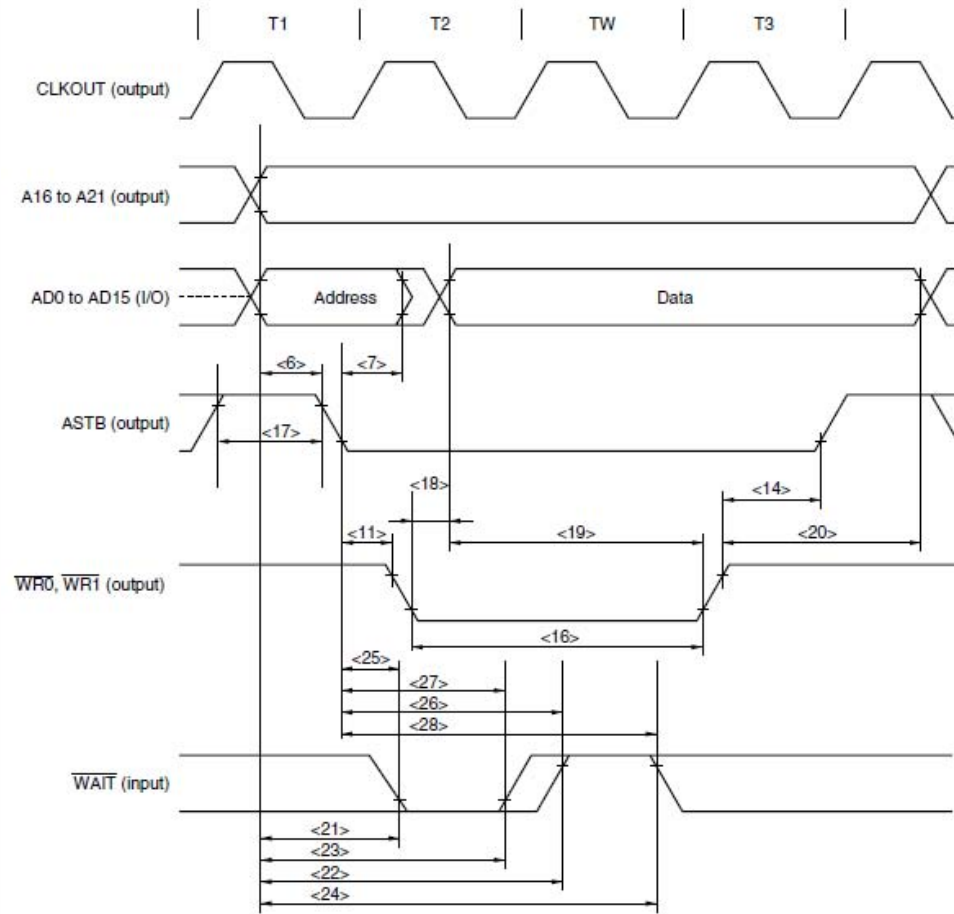 T1 T2 TW T3
CLKOUT (output)
A16 to A21 (output)
AD0 to AD15 (I/O)
Address
Data
<6>
<7>
ASTB (output)
<17>
<18>
<14>
<11>
<19>
<20>
WR0, WR1 (output)
<16>
<25>
<27>
<26>
<28>
WAIT (input)
<21>
<23>
<22>
<24>